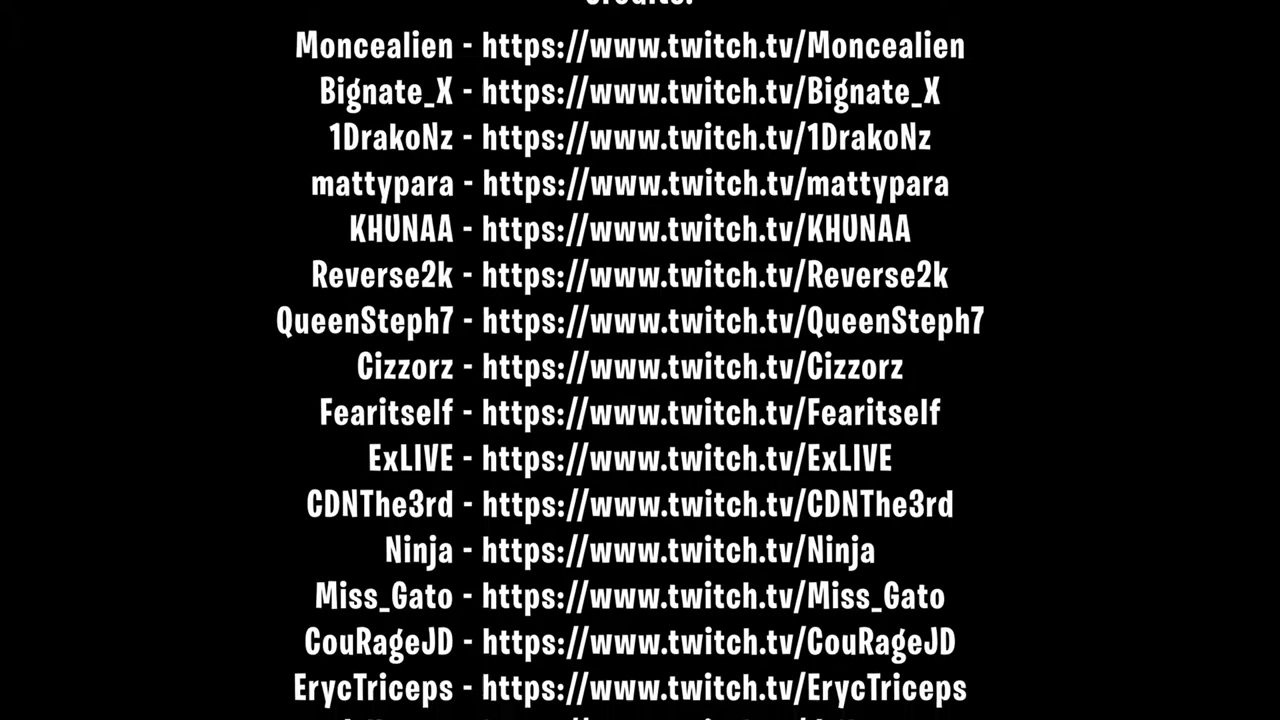 Credits:
Moncealien - https://www.twitch.tv/Moncealien
Bignate_X - https://www.twitch.tv/Bignate_X
1DrakoNz - https://www.twitch.tv/1DrakoNz
mattypara - https://www.twitch.tv/mattypara
KHUNAA - https://www.twitch.tv/KHUNAA
Reverse2k - https://www.twitch.tv/Reverse2k
QueenSteph7 - https://www.twitch.tv/QueenSteph7
Cizzorz - https://www.twitch.tv/Cizzorz
Fearitself - https://www.twitch.tv/Fearitself
ExLIVE - https://www.twitch.tv/ExLIVE
CDNThe3rd - https://www.twitch.tv/CDNThe3rd
Ninja - https://www.twitch.tv/Ninja
Miss_Gato - https://www.twitch.tv/Miss_Gato
CouRageJD - https://www.twitch.tv/CouRageJD
ErycTriceps - https://www.twitch.tv/ErycTriceps